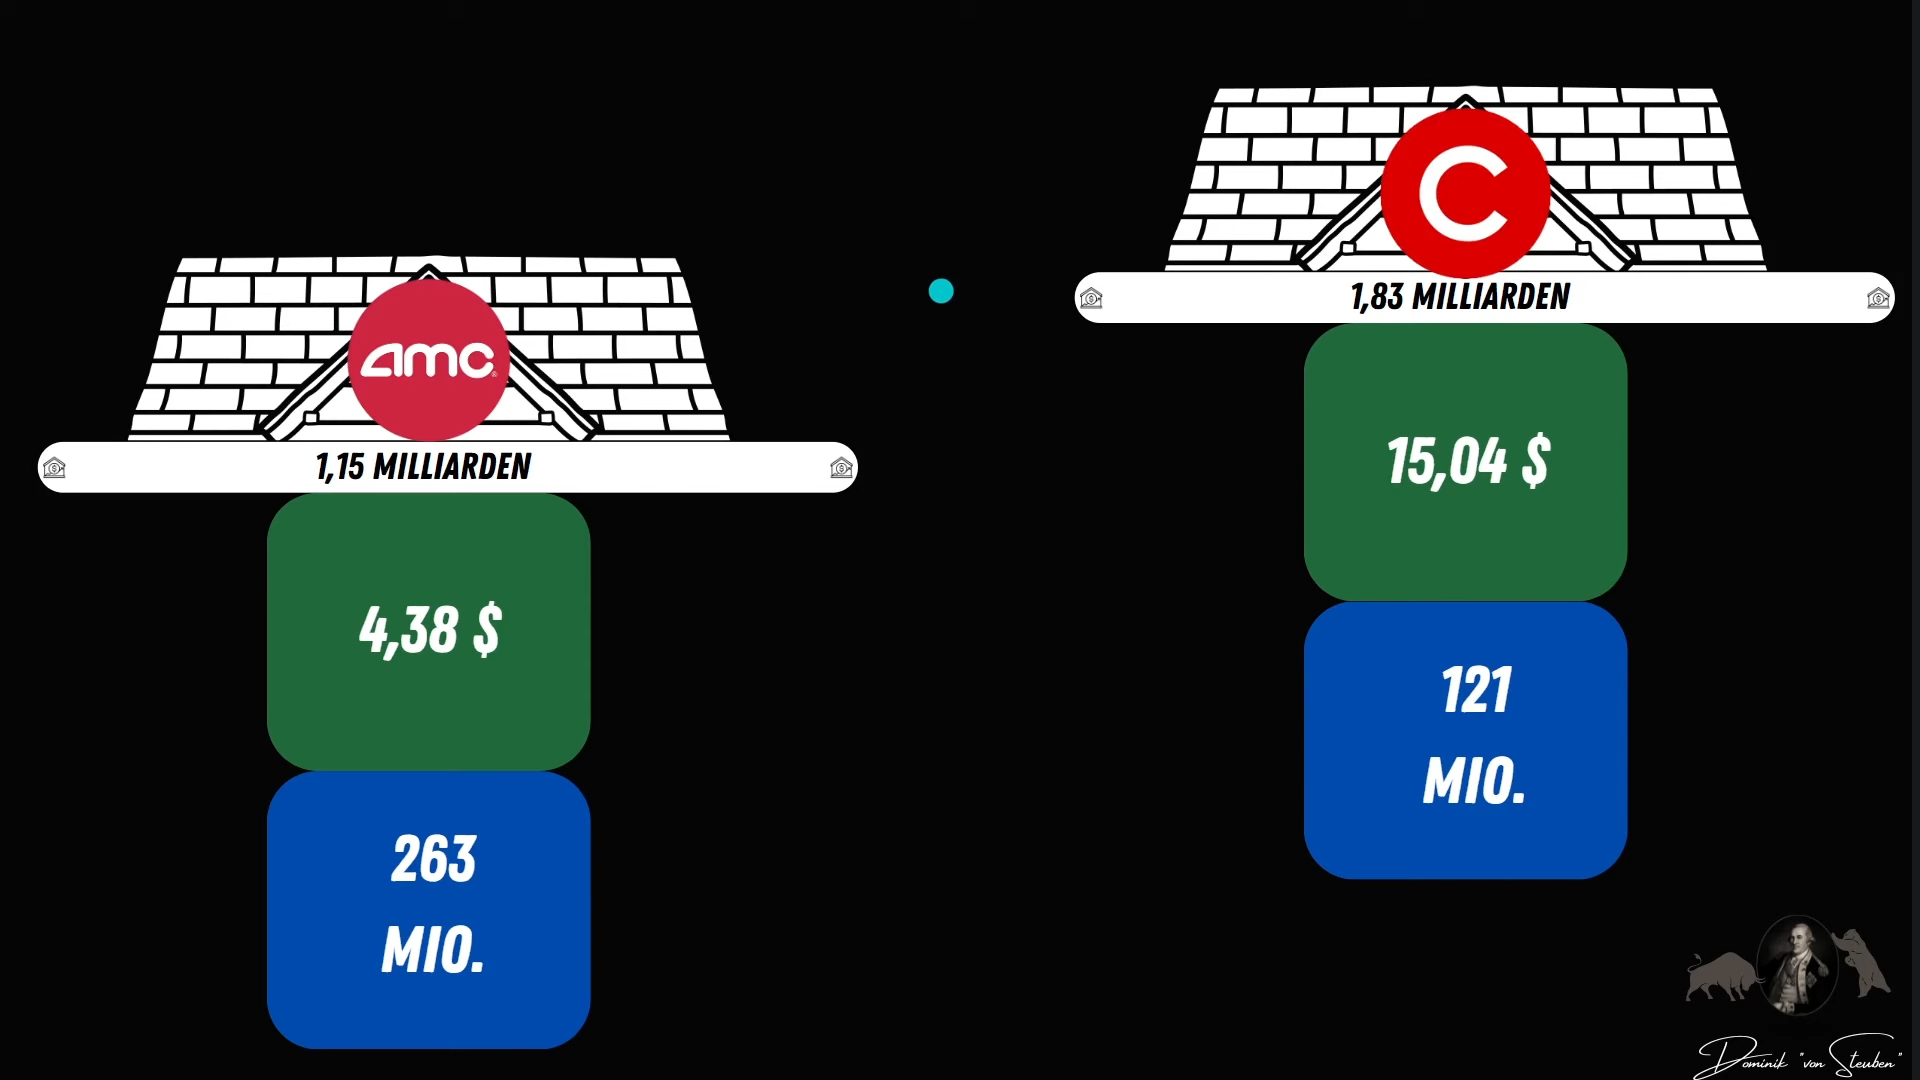 amc
1,15 MILLIARDEN
4,38 $
263
MIO.
C
1,83 MILLIARDEN
15,04 $
121
MIO.
Dominik "von Steuben"